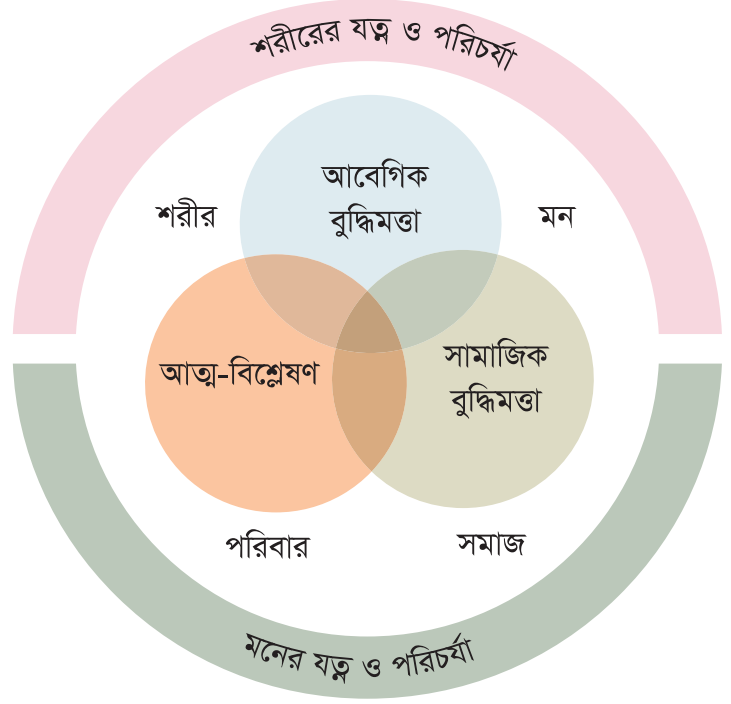 শরীরের যত্ন ও পরিচর্যা
আবেগিক
বুদ্ধিমত্তা
শরীর
মন
আত্ম-বিশ্লেষণ
সামাজিক
বুদ্ধিমত্তা
পরিবার
সমাজ
মনের যত্ন ও পরিচর্যা